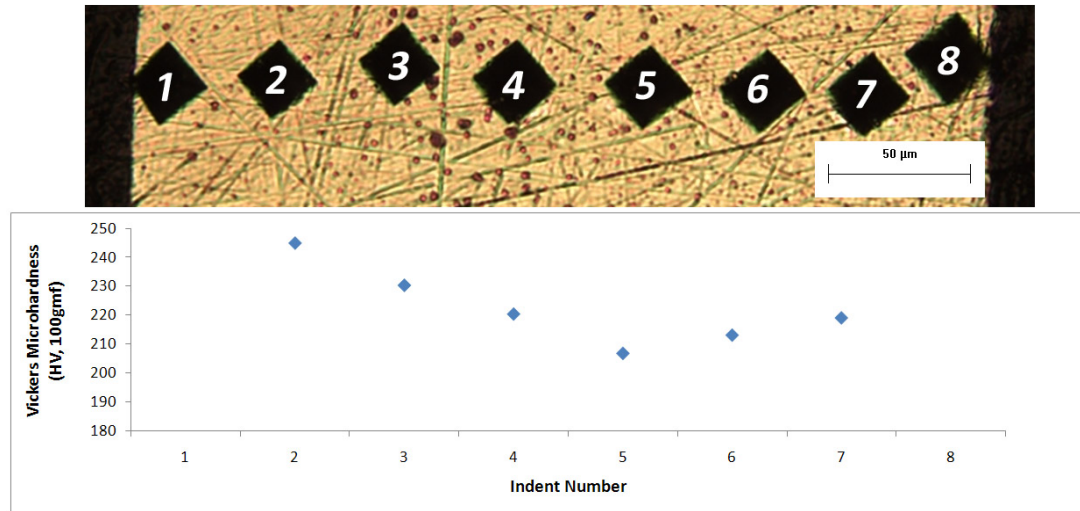 1 2 3 4 5 6 7 8
50 µm
Vickers Microhardness
(HV, 100gmf)
250
240
230
220
210
200
190
180
1 2 3 4 5 6 7 8
Indent Number